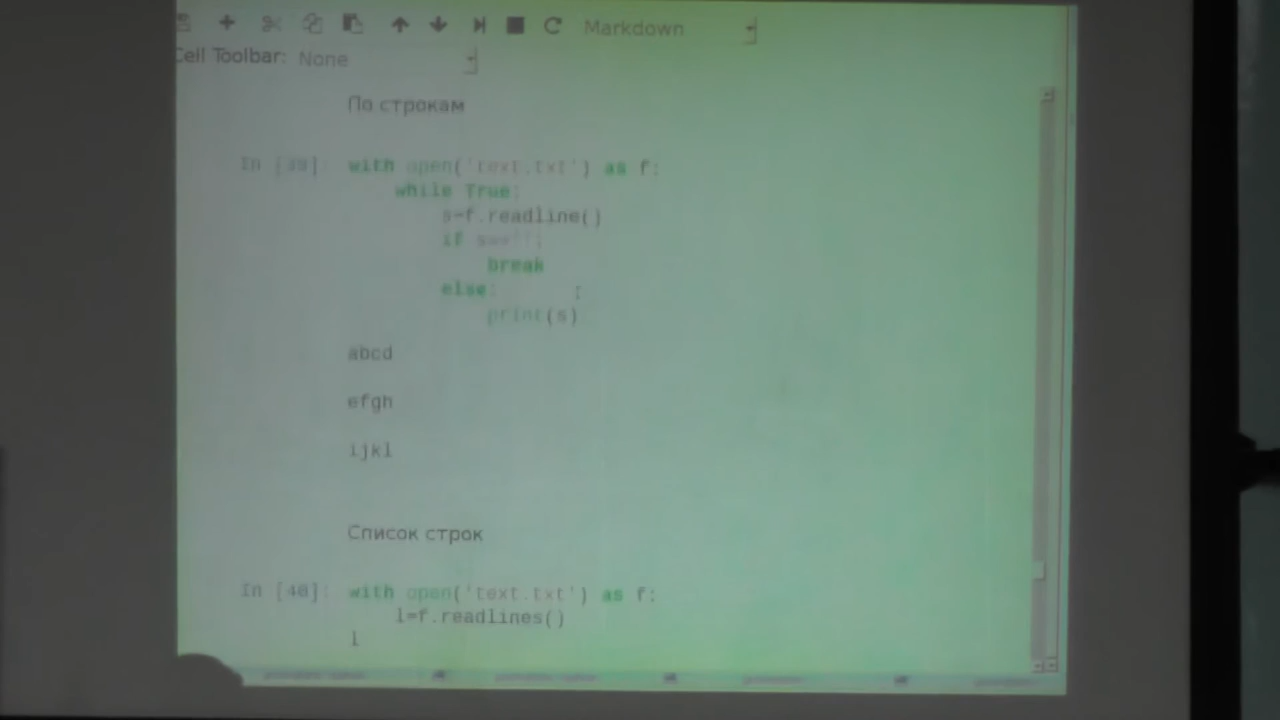 Markdown
Cell Toolbar: None
По строкам
In [39]: with open('text.txt') as f:
while True:
s=f.readline()
if s=='':
break
else:
print(s)
abcd
efgh
ijkl
Список строк
In [40]: with open('text.txt') as f:
l=f.readlines()
l